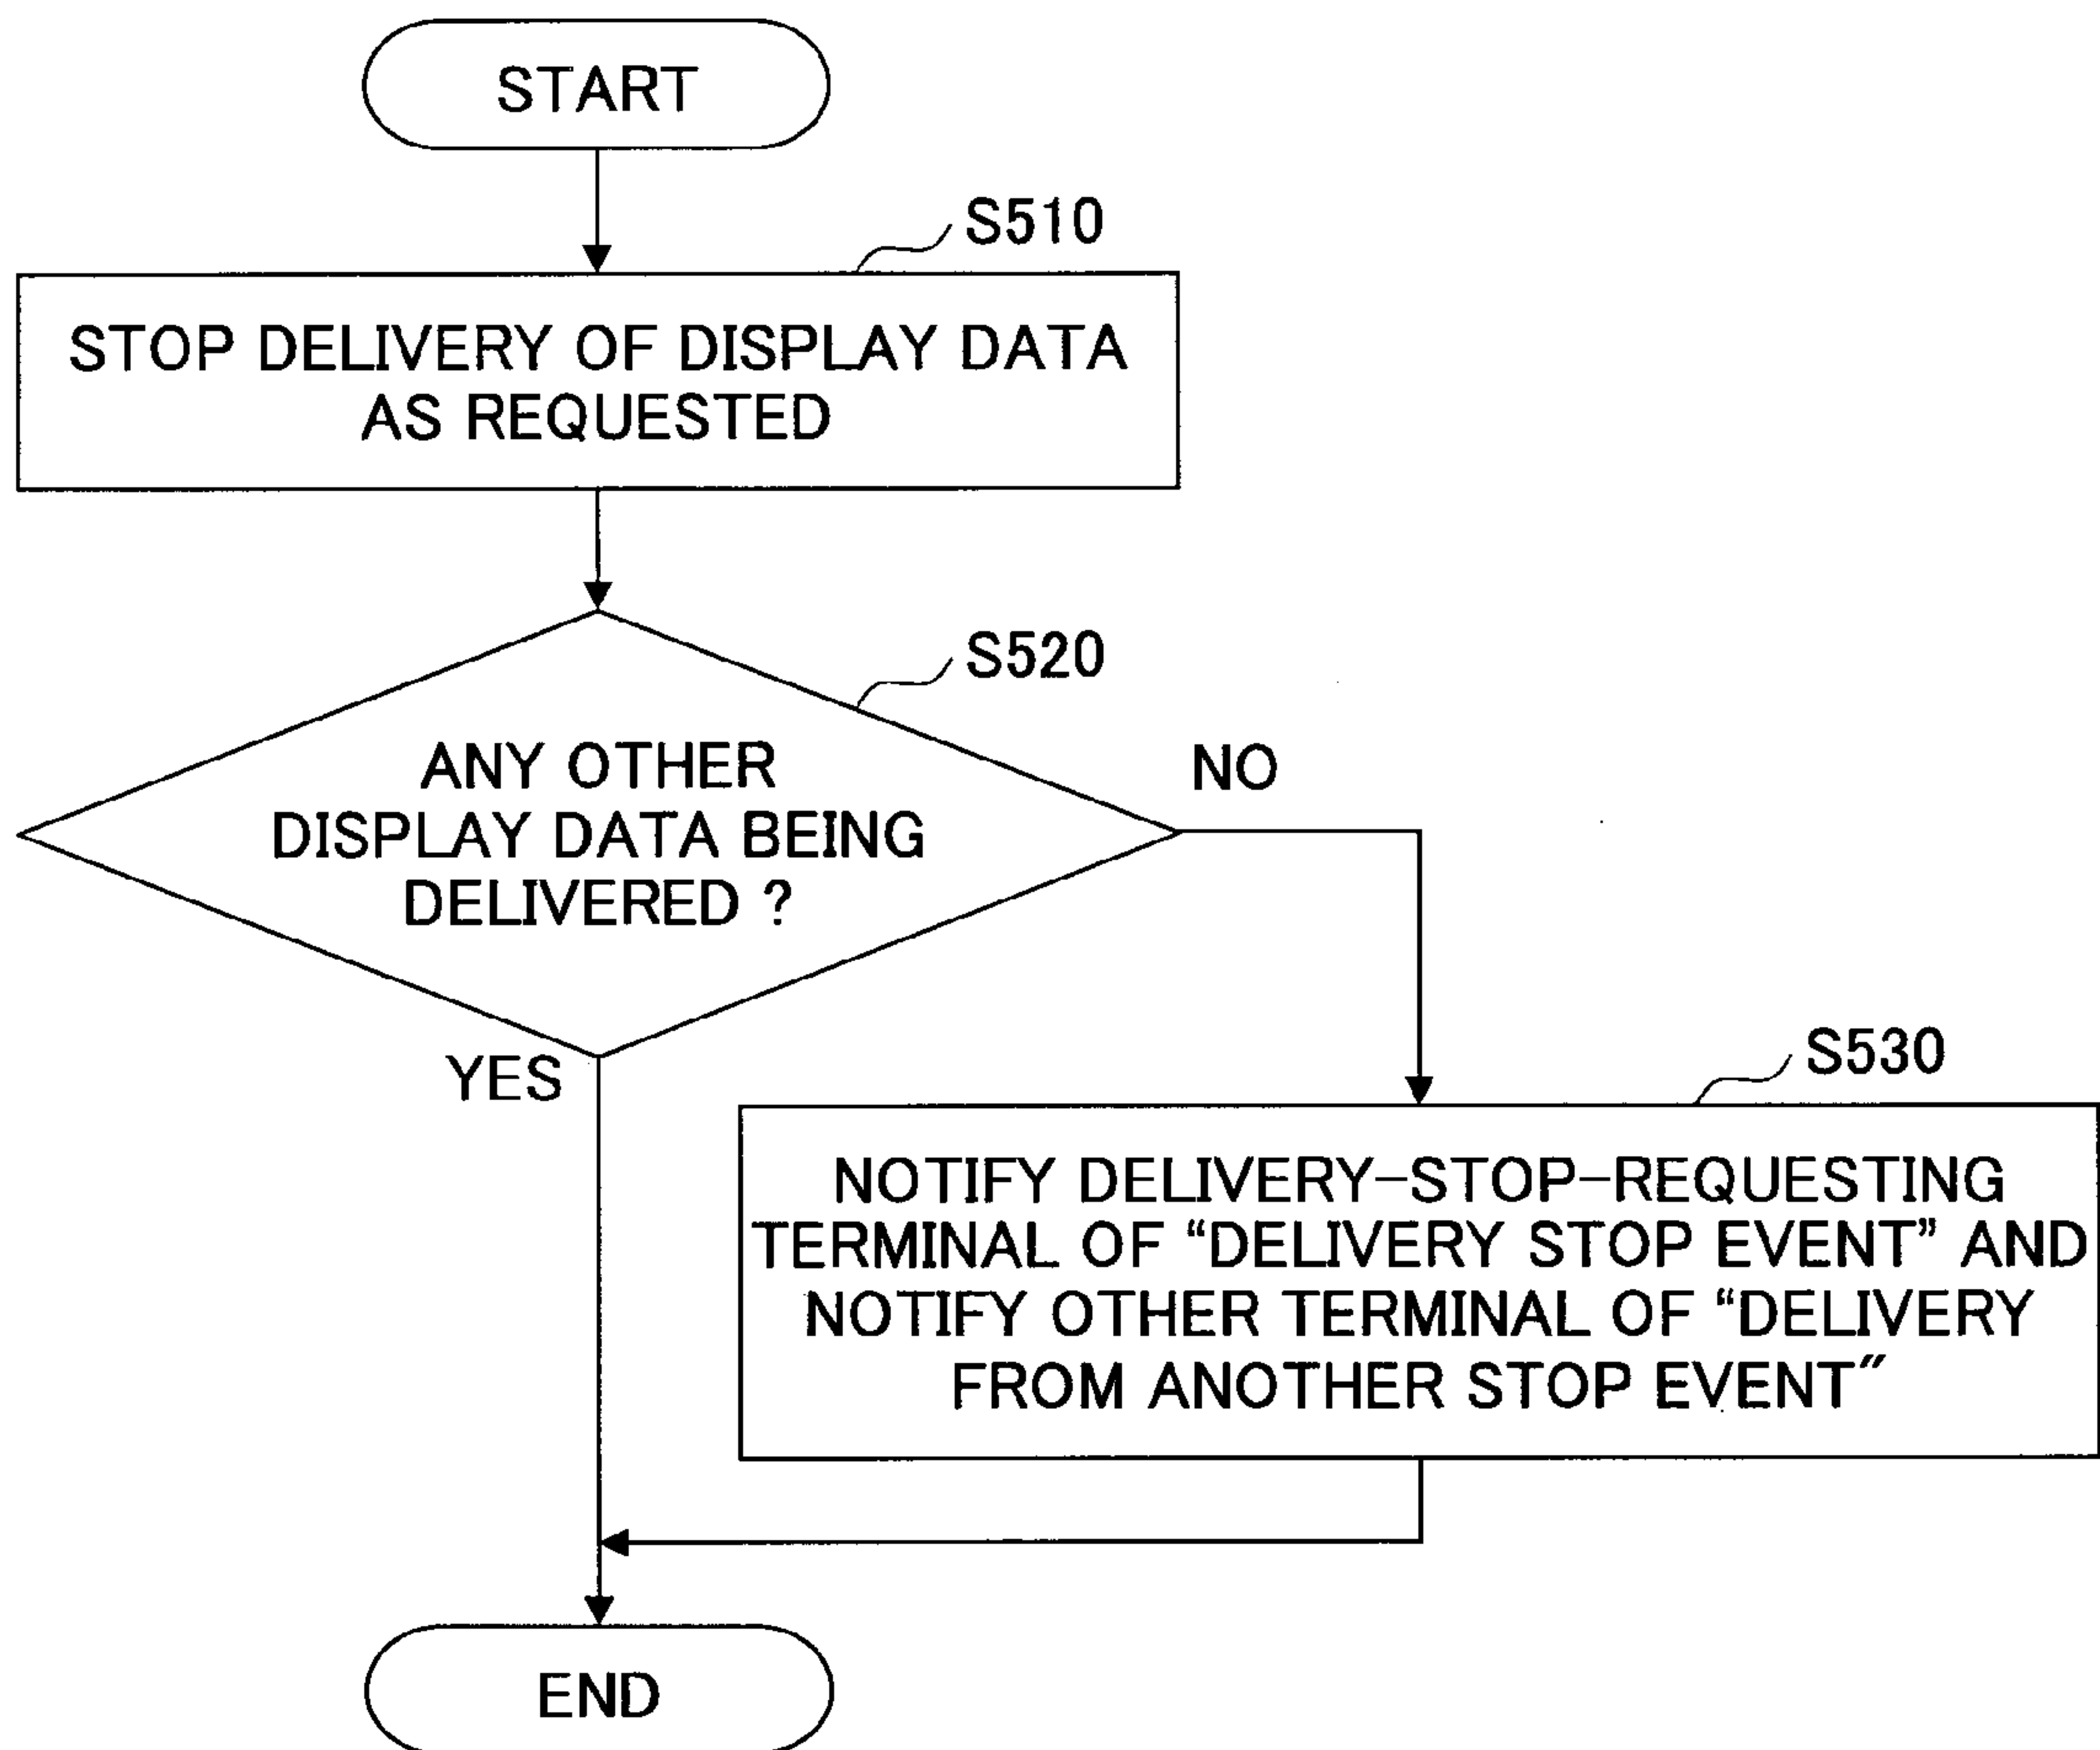 START
S510
STOP DELIVERY OF DISPLAY DATA
AS REQUESTED
S520
ANY OTHER
DISPLAY DATA BEING
DELIVERED ?
NO
YES
S530
NOTIFY DELIVERY-STOP-REQUESTING
TERMINAL OF “DELIVERY STOP EVENT” AND
NOTIFY OTHER TERMINAL OF “DELIVERY
FROM ANOTHER STOP EVENT”
END